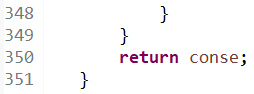 348 }
349 }
350 return conse;
351 }